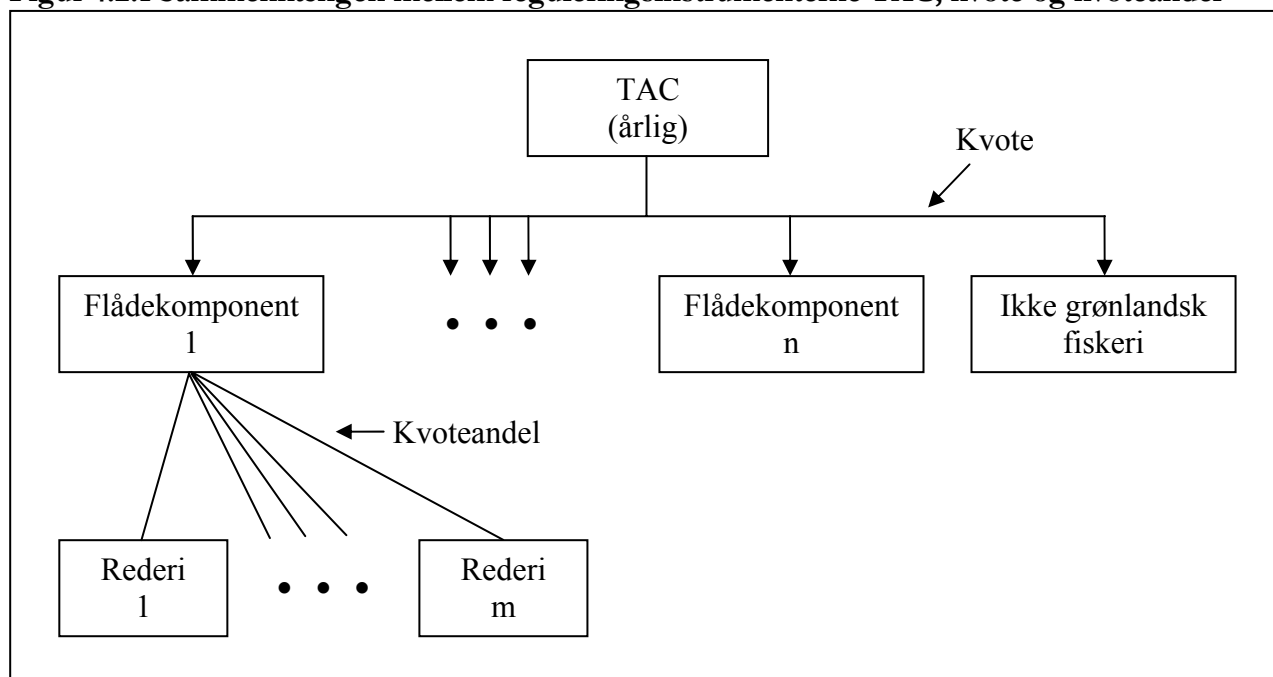 Figur 4.2.1 Sammenhængen mellem reguleringsinstrumenterne TAC, kvote og kvoteandel
TAC
(årlig)
Kvote
Flådekomponent
1
• • •
Flådekomponent
n
Ikke grønlandsk
fiskeri
Kvoteandel
Rederi
1
• • •
Rederi
m